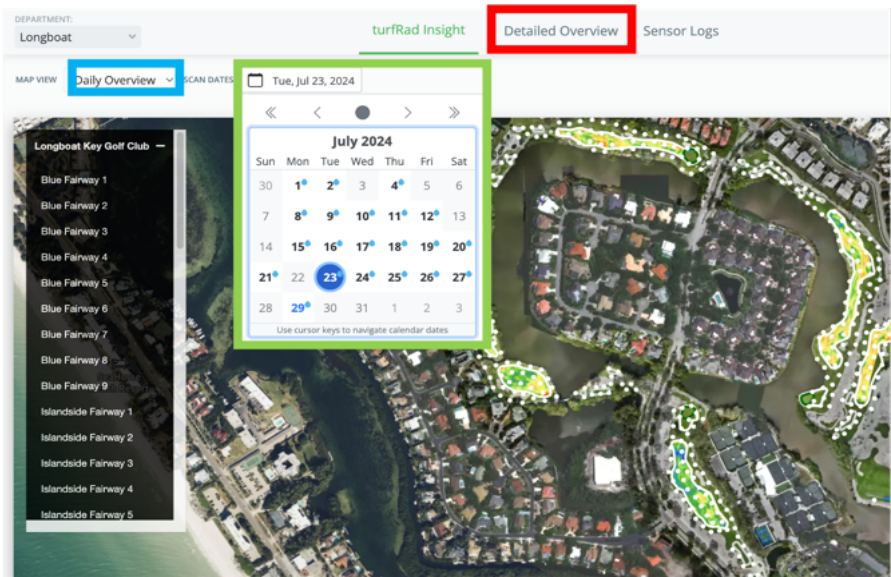 DEPARTMENT:
Longboat
turfRad Insight
Detailed Overview
Sensor Logs
MAP VIEW
Daily Overview
SCAN DATES
Tue, Jul 23, 2024
July 2024
Sun Mon Tue Wed Thu Fri Sat
30 1 2 3 4 5 6
7 8 9 10 11 12 13
14 15 16 17 18 19 20
21 22 23 24 25 26 27
28 29 30 31 1 2 3
Use cursor keys to navigate calendar dates
Longboat Key Golf Club
Blue Fairway 1
Blue Fairway 2
Blue Fairway 3
Blue Fairway 4
Blue Fairway 5
Blue Fairway 6
Blue Fairway 7
Blue Fairway 8
Blue Fairway 9
Islandside Fairway 1
Islandside Fairway 2
Islandside Fairway 3
Islandside Fairway 4
Islandside Fairway 5